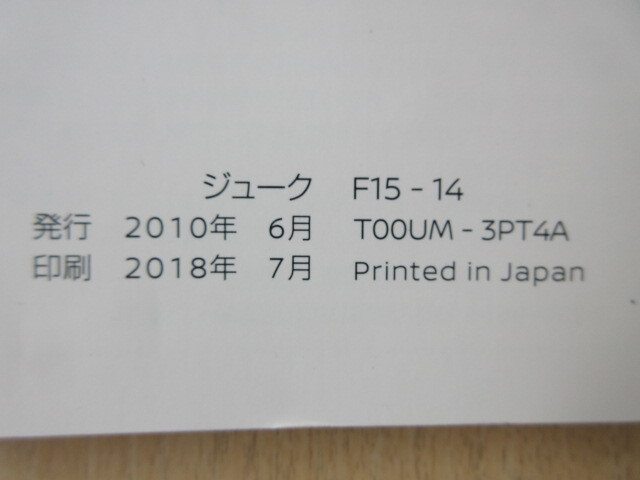 ジューク F15 - 14
発行 2010年 6月 T00UM - 3PT4A
印刷 2018年 7月 Printed in Japan